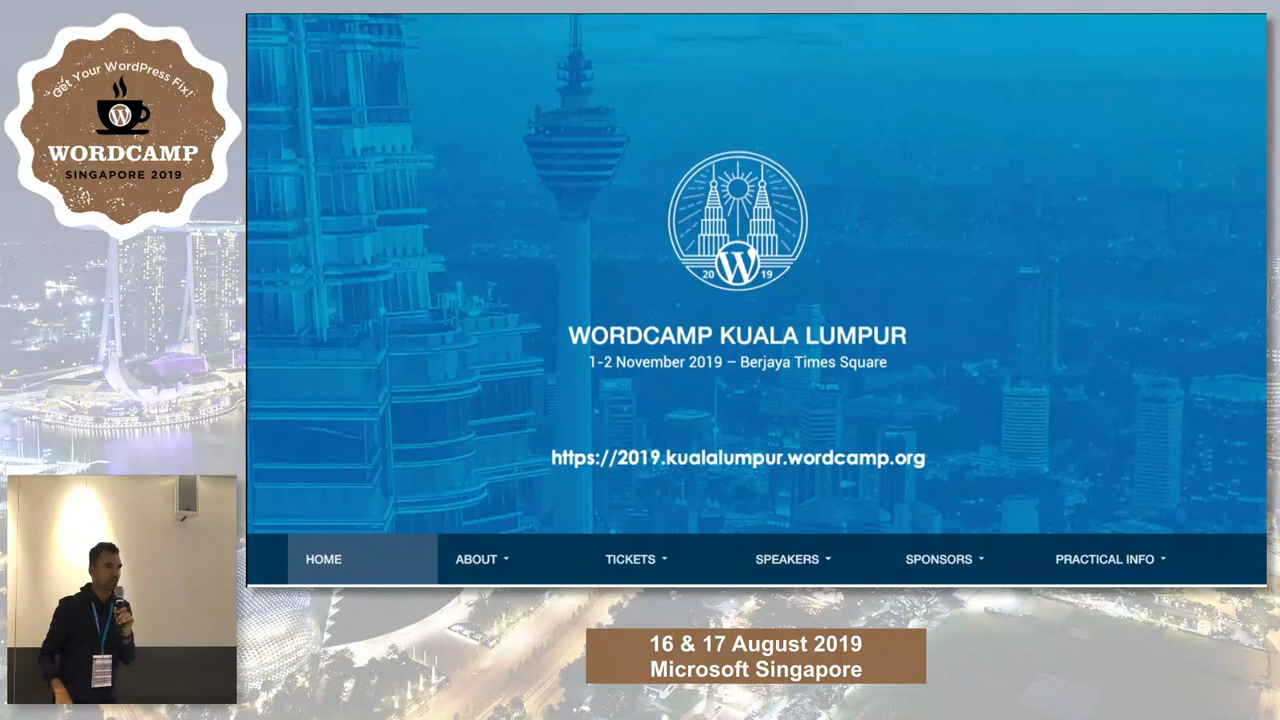 Get Your WordPress Fix!
W
WORDCAMP
SINGAPORE 2019
20 W 19
WORDCAMP KUALA LUMPUR
1-2 November 2019 – Berjaya Times Square
https://2019.kualalumpur.wordcamp.org
HOME ABOUT TICKETS SPEAKERS SPONSORS PRACTICAL INFO
16 & 17 August 2019
Microsoft Singapore